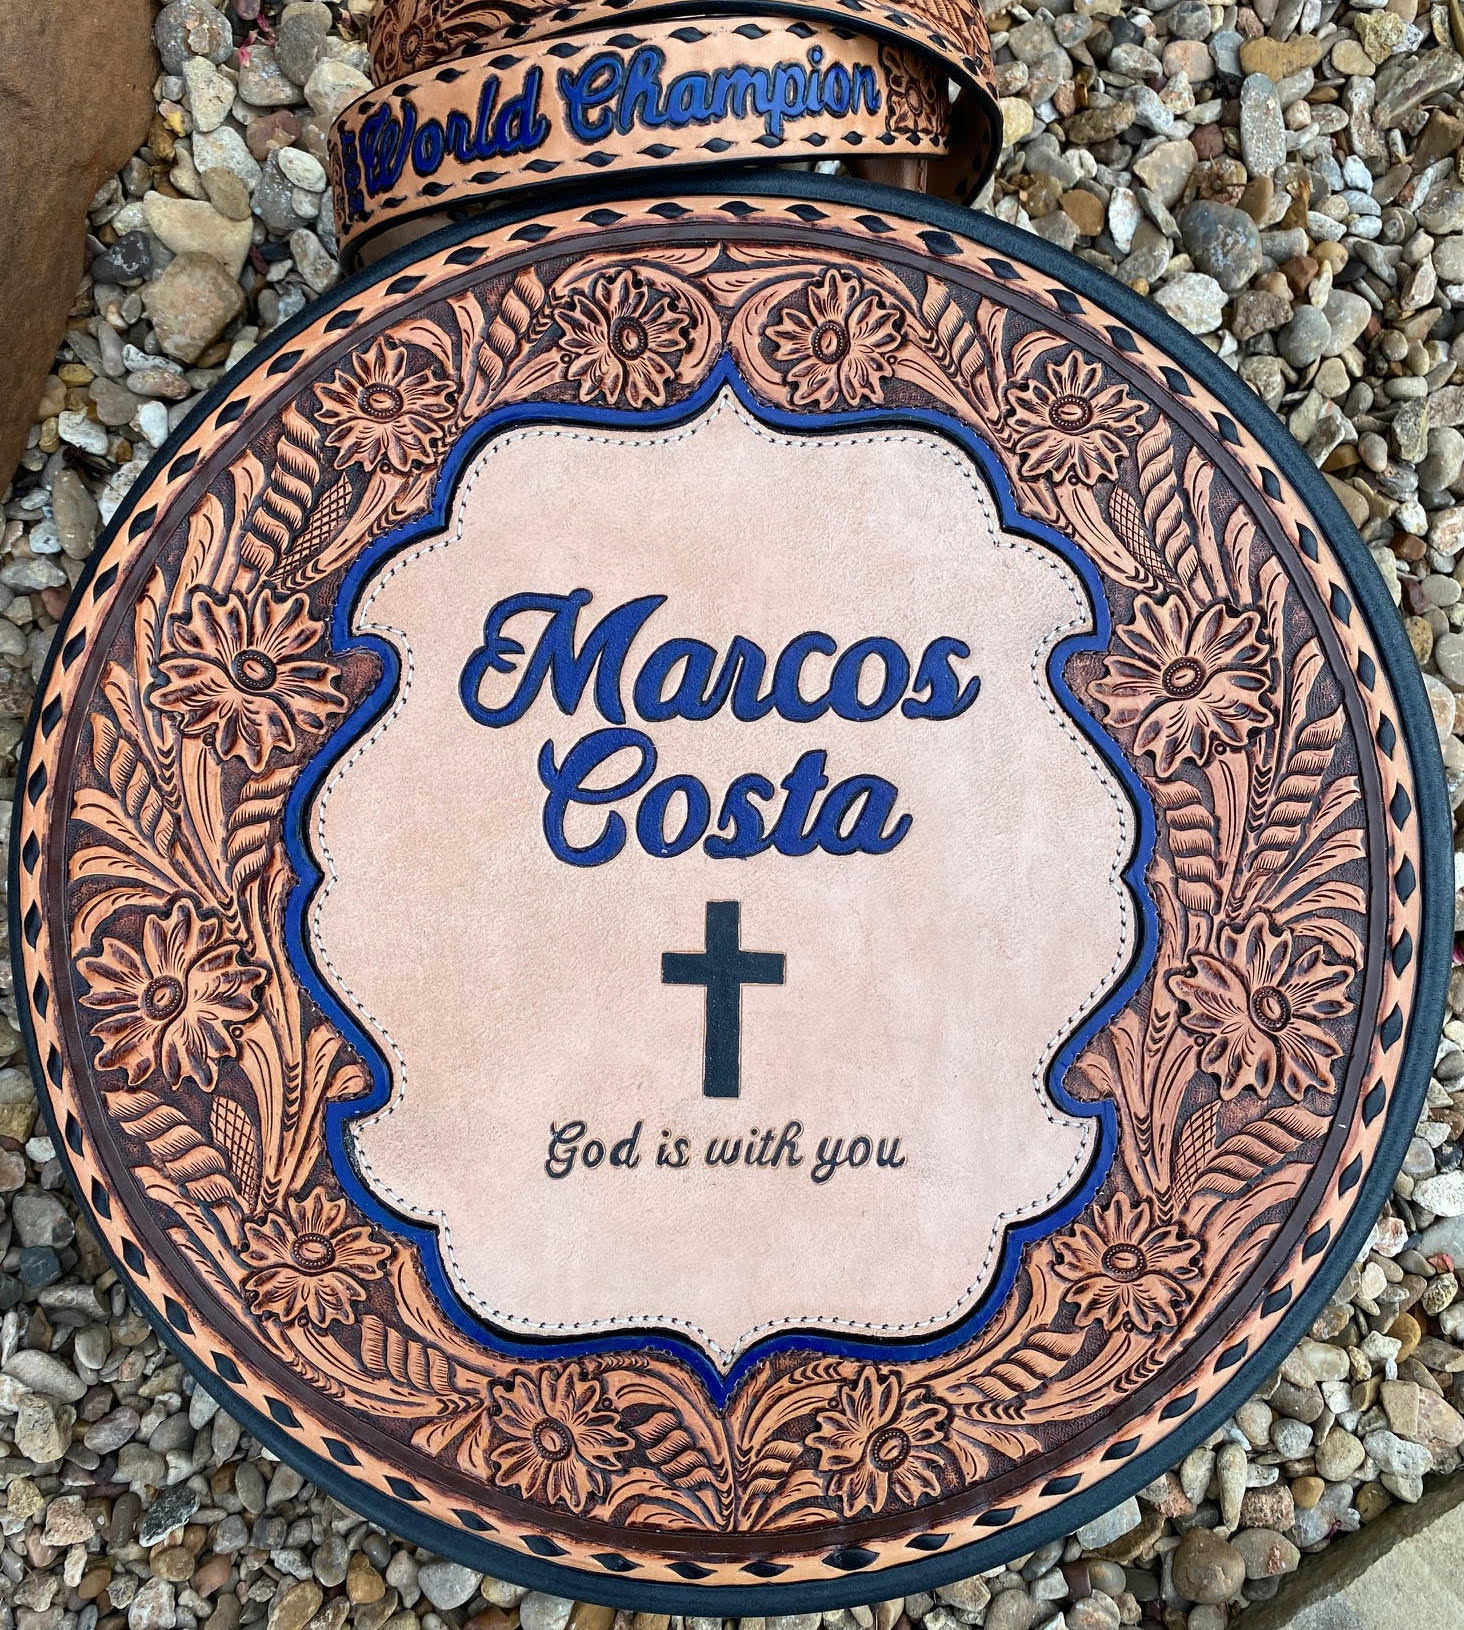 World Champion
Marcos
Costa
God is with you